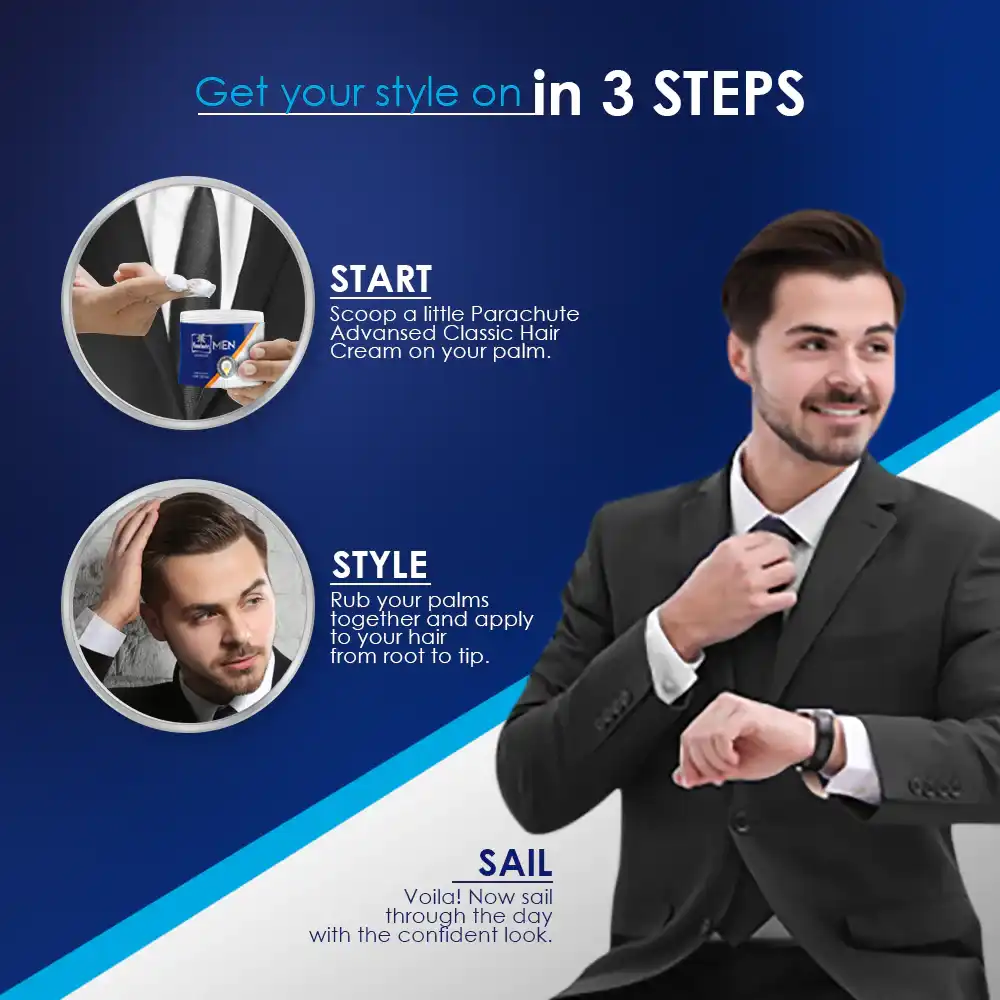 Get your style on in 3 STEPS
START
Scoop a little Parachute
Advansed Classic Hair
Cream on your palm.
MEN
STYLE
Rub your palms
together and apply
to your hair
from root to tip.
SAIL
Voila! Now sail
through the day
with the confident look.